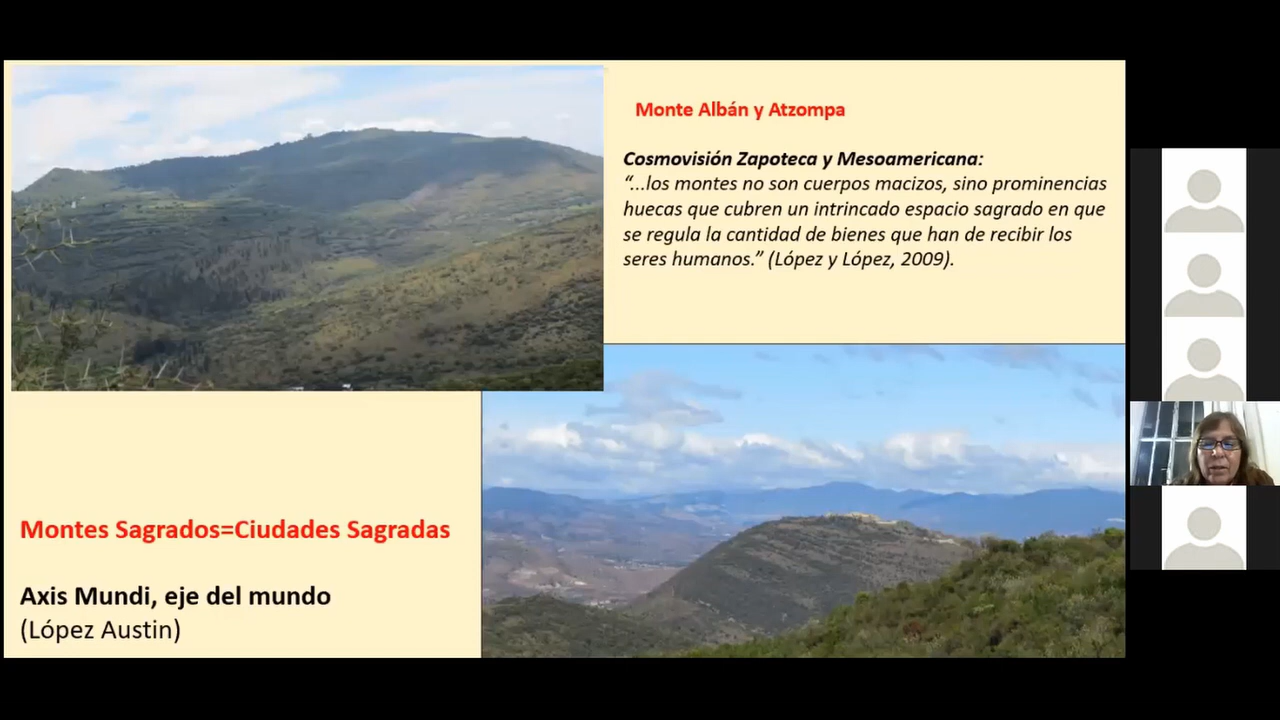 Monte Albán y Atzompa
Cosmovisión Zapoteca y Mesoamericana:
“...los montes no son cuerpos macizos, sino prominencias
huecas que cubren un intrincado espacio sagrado en que
se regula la cantidad de bienes que han de recibir los
seres humanos.” (López y López, 2009).
Montes Sagrados=Ciudades Sagradas
Axis Mundi, eje del mundo
(López Austin)